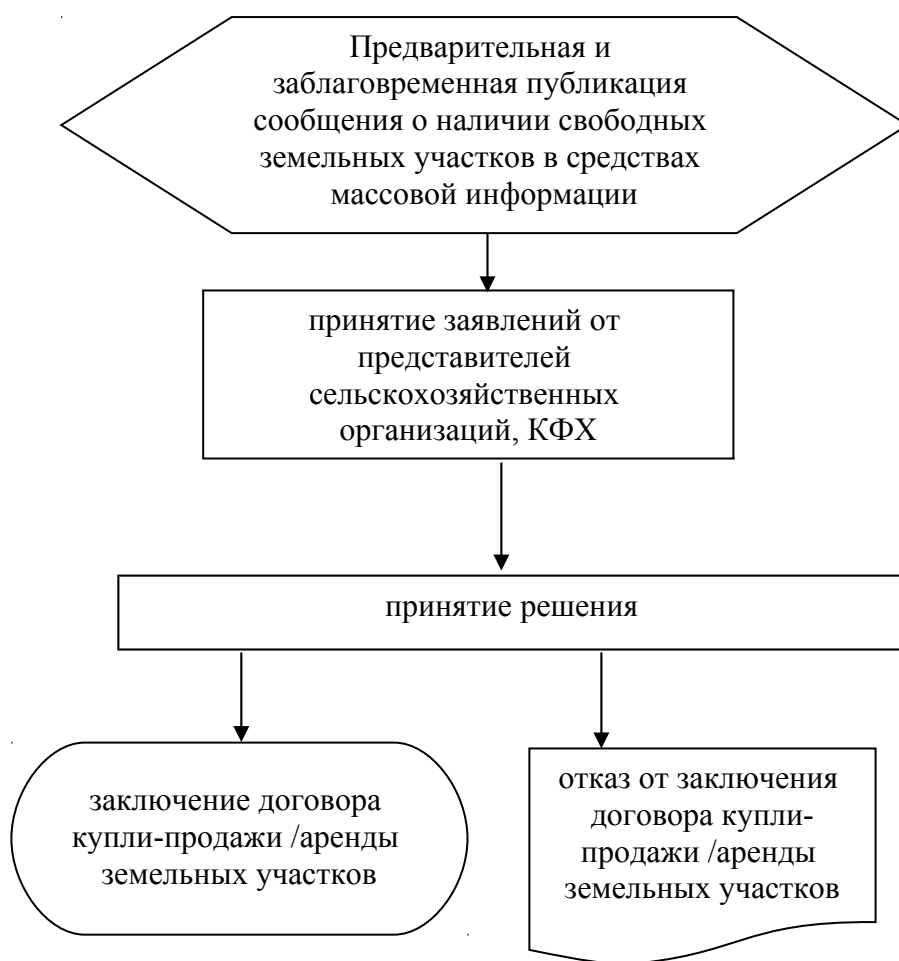 Предварительная и
заблаговременная публикация
сообщения о наличии свободных
земельных участков в средствах
массовой информации
принятие заявлений от
представителей
сельскохозяйственных
организаций, КФХ
принятие решения
заключение договора
купли-продажи /аренды
земельных участков
отказ от заключения
договора купли-
продажи /аренды
земельных участков